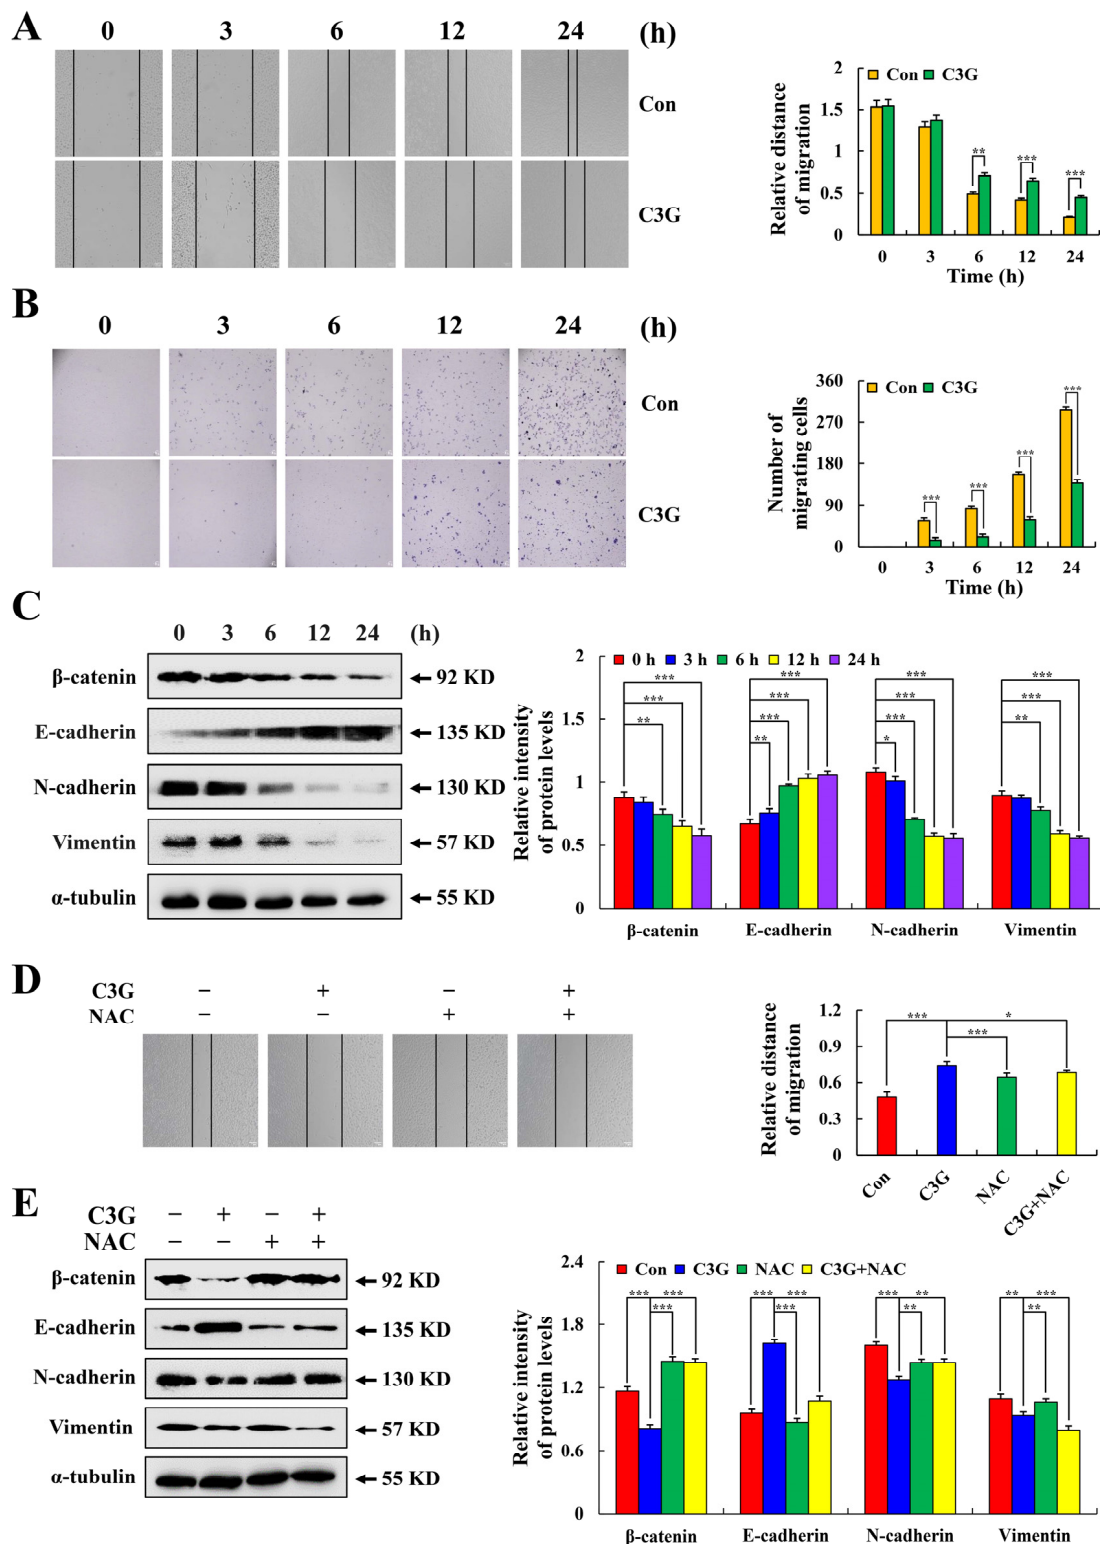 A
0 3 6 12 24 (h)
Con
C3G
Con C3G
Relative distance
of migration
2
1.5
1
0.5
0
** *** ***
0 3 6 12 24
Time (h)
B
0 3 6 12 24 (h)
Con
C3G
Con C3G
Number of
migrating cells
360
270
180
90
0
*** *** *** ***
0 3 6 12 24
Time (h)
C
0 3 6 12 24 (h)
β-catenin 92 KD
E-cadherin 135 KD
N-cadherin 130 KD
Vimentin 57 KD
α-tubulin 55 KD
0 h 3 h 6 h 12 h 24 h
Relative intensity
of protein levels
2
1.5
1
0.5
0
*** *** *** ***
*** *** *** ***
** *** *** **
** *
β-catenin E-cadherin N-cadherin Vimentin
D
C3G − + − +
NAC − − + +
Relative distance
of migration
1.2
0.9
0.6
0.3
0
*** *
***
Con C3G NAC C3G+NAC
E
C3G − + − +
NAC − − + +
β-catenin 92 KD
E-cadherin 135 KD
N-cadherin 130 KD
Vimentin 57 KD
α-tubulin 55 KD
Con C3G NAC C3G+NAC
Relative intensity
of protein levels
2.4
1.8
1.2
0.6
0
*** *** *** *** *** ** ** ***
*** *** ** **
β-catenin E-cadherin N-cadherin Vimentin